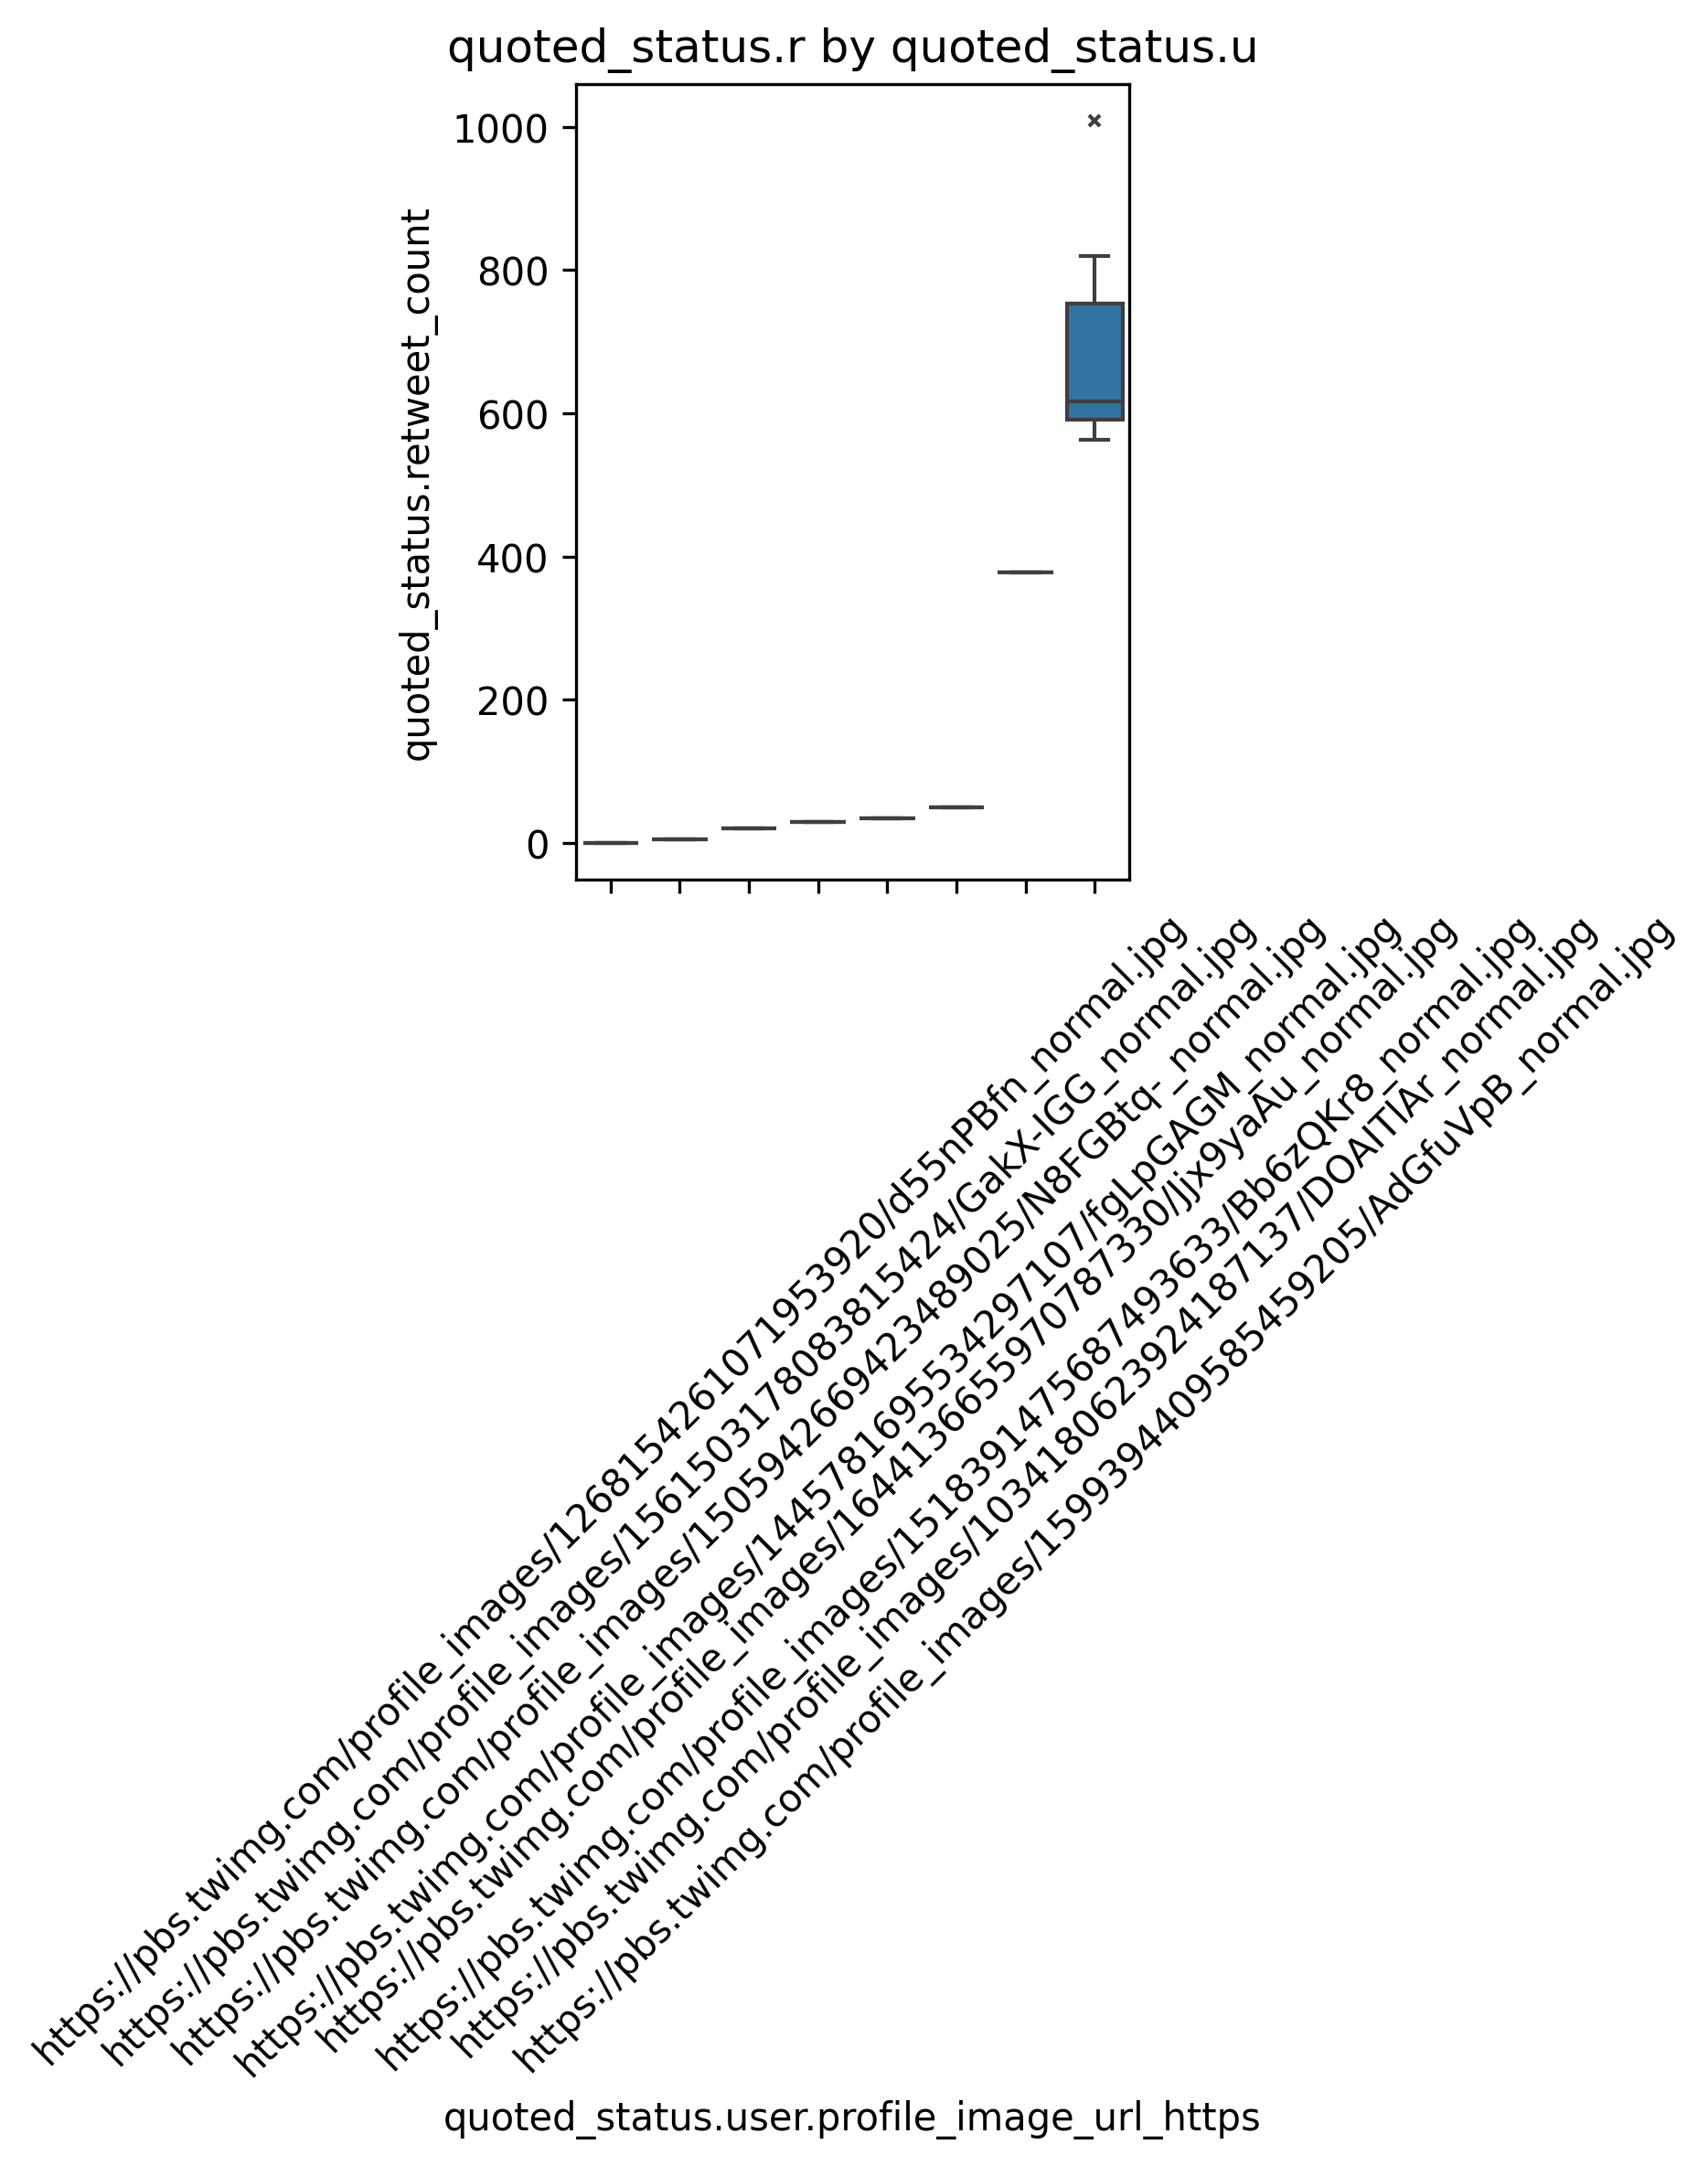 quoted_status.r by quoted_status.u
quoted_status.retweet_count
1000
800
600
400
200
0
https://pbs.twimg.com/profile_images/1268154261071953920/d55nPBfn_normal.jpg
https://pbs.twimg.com/profile_images/1561503178083815424/GakX-lGG_normal.jpg
https://pbs.twimg.com/profile_images/1505942669423489025/N8FGBtq-_normal.jpg
https://pbs.twimg.com/profile_images/1445781695534297107/fgLpGAGM_normal.jpg
https://pbs.twimg.com/profile_images/1644136655970787330/Jjx9yaAu_normal.jpg
https://pbs.twimg.com/profile_images/1518391475687493633/Bb6zQKr8_normal.jpg
https://pbs.twimg.com/profile_images/1034180623924187137/DOAITlAr_normal.jpg
https://pbs.twimg.com/profile_images/1599394409585459205/AdGfuVpB_normal.jpg
quoted_status.user.profile_image_url_https